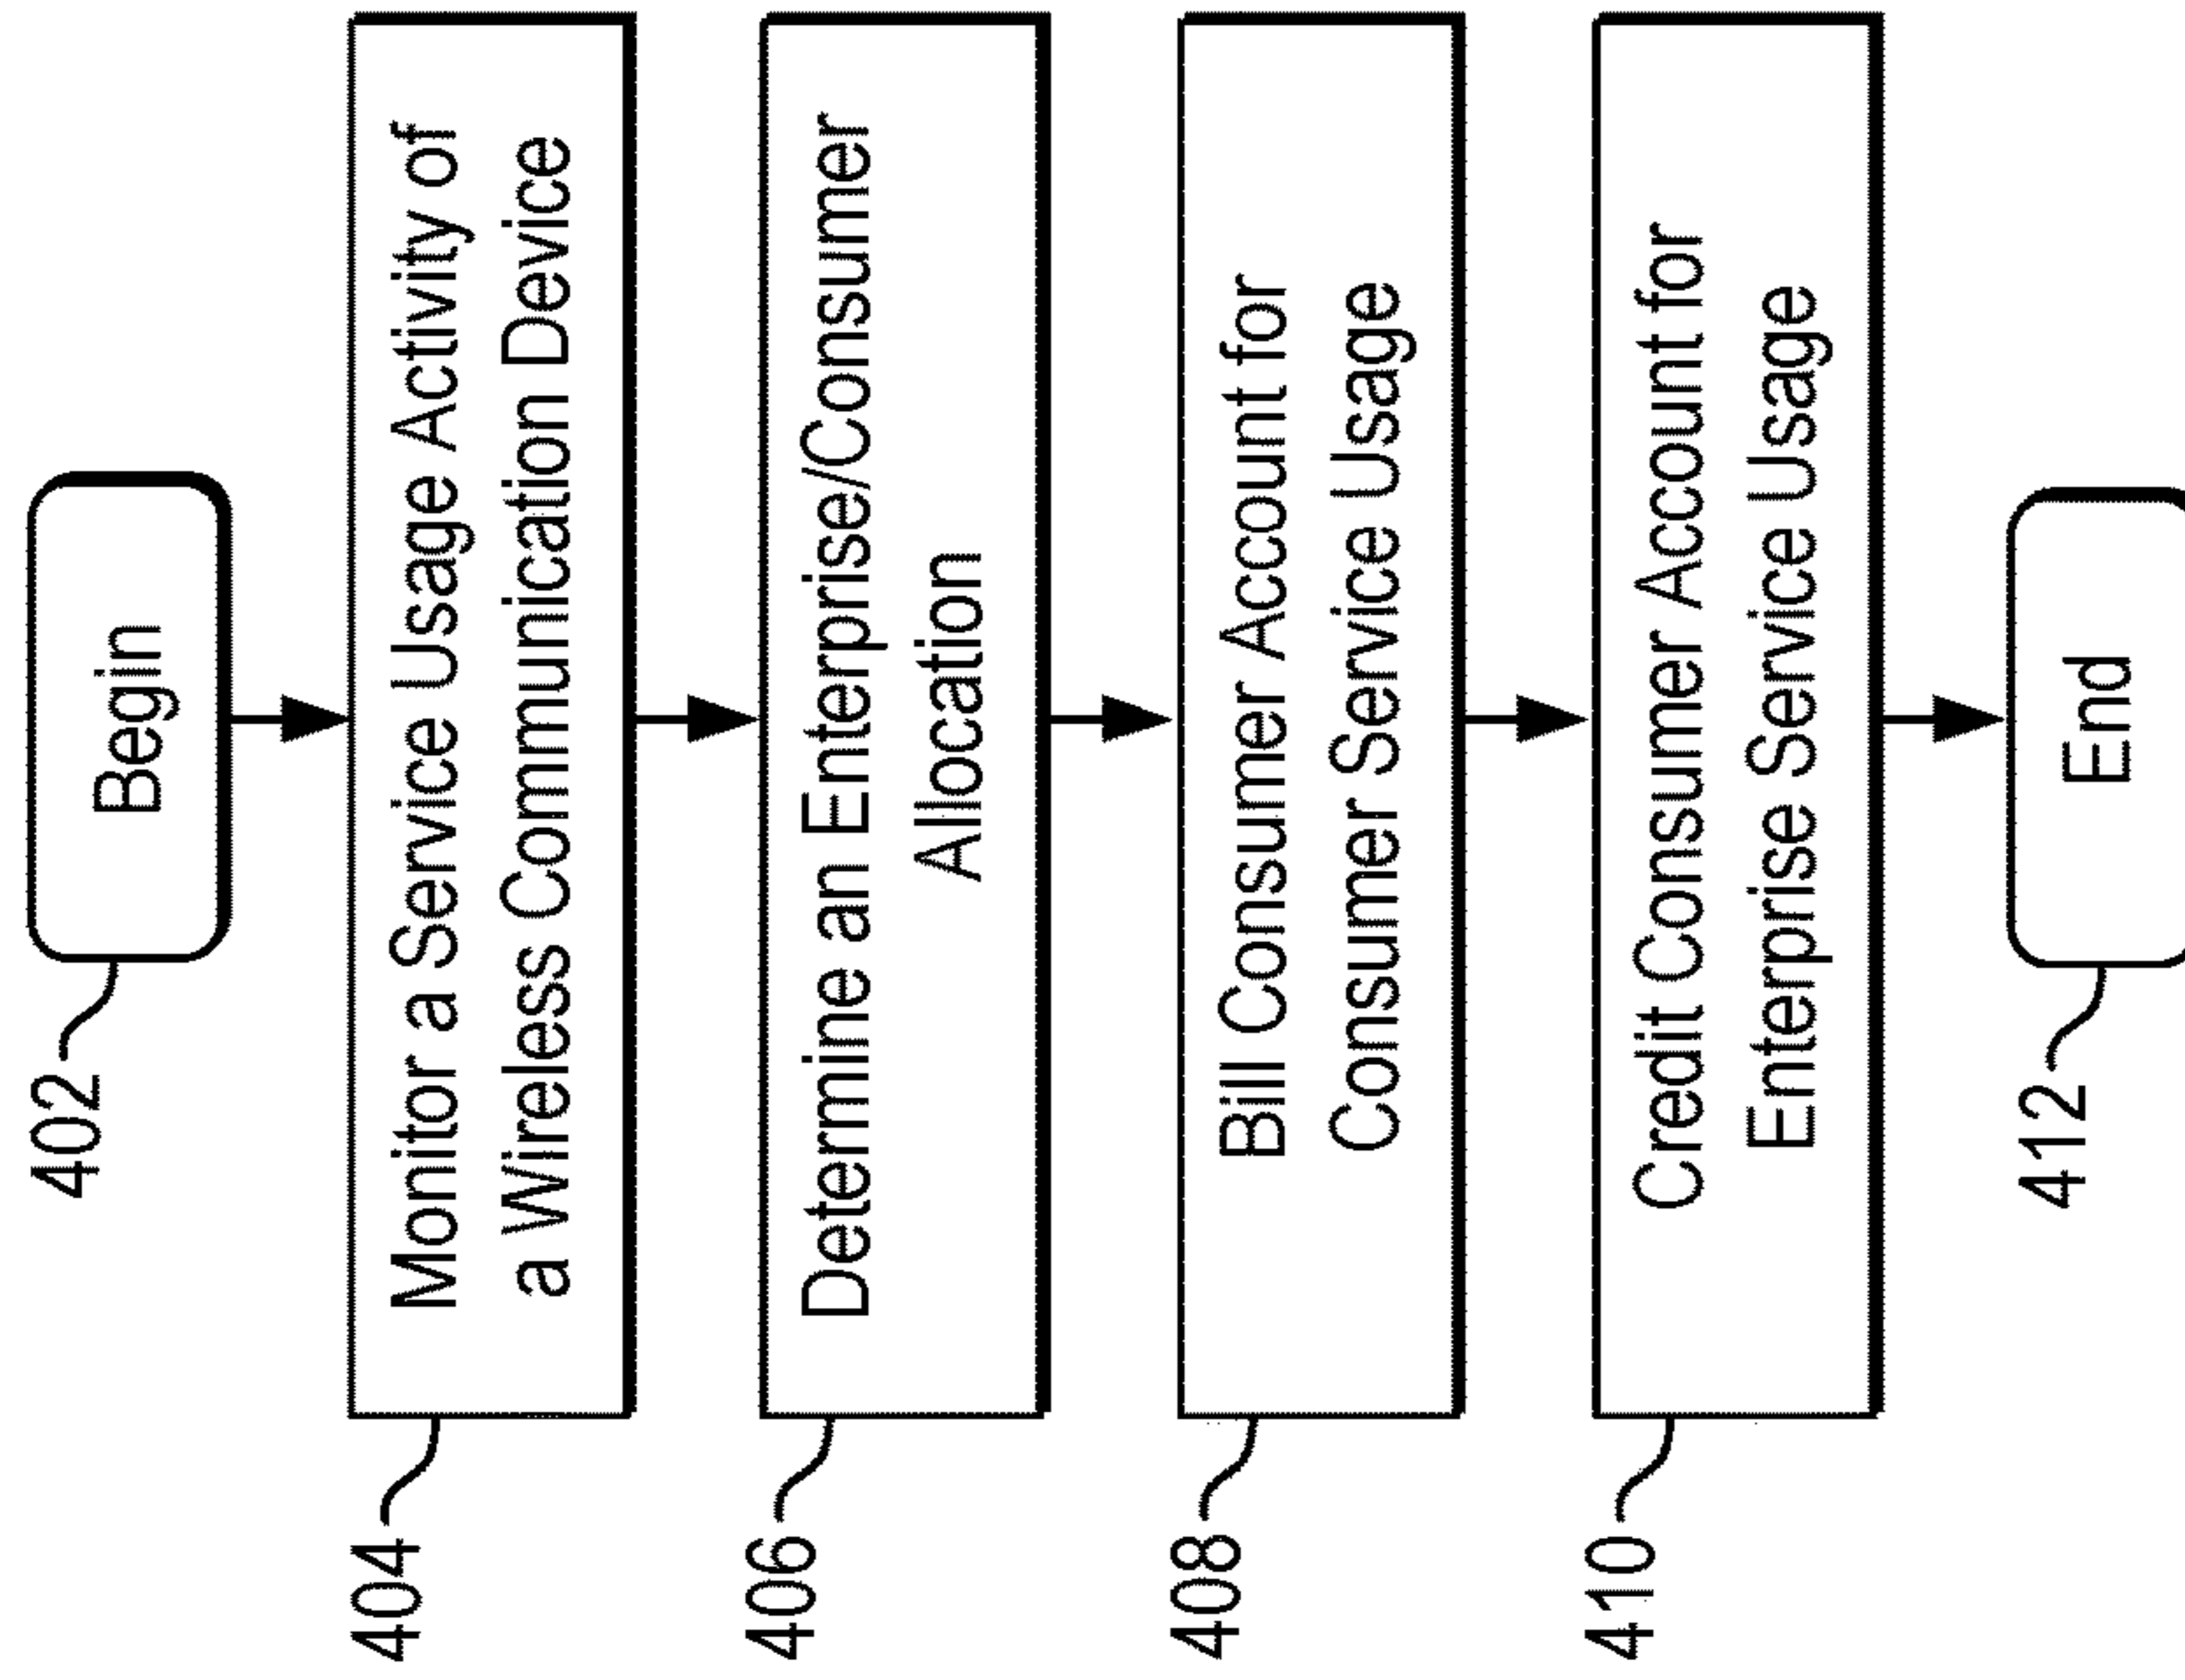 402
Begin
404
Monitor a Service Usage Activity of
a Wireless Communication Device
406
Determine an Enterprise/Consumer
Allocation
408
Bill Consumer Account for
Consumer Service Usage
410
Credit Consumer Account for
Enterprise Service Usage
412
End